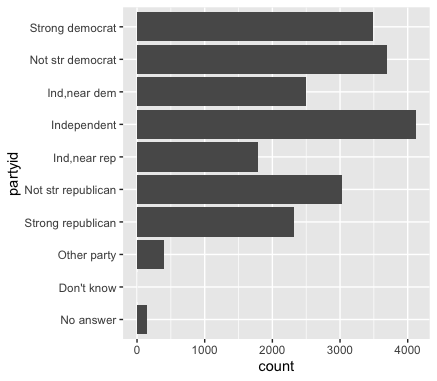 Strong democrat
Not str democrat
Ind,near dem
Independent
Ind,near rep
Not str republican
Strong republican
Other party
Don't know
No answer
partyid
0 1000 2000 3000 4000
count